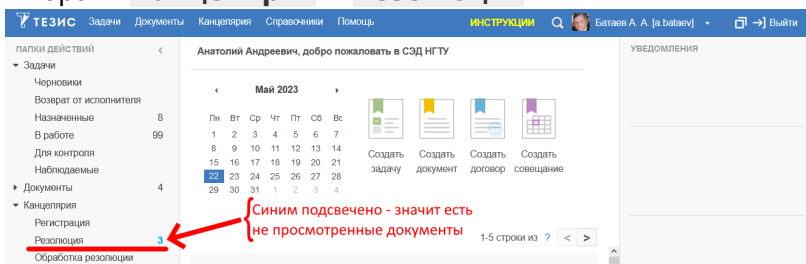 ТЕЗИС Задачи Документы Канцелярия Справочники Помощь ИНСТРУКЦИИ Батаев А. А. [a.bataev] Выйти
ПАПКИ ДЕЙСТВИЙ
Задачи
Черновики
Возврат от исполнителя
Назначенные 8
В работе 99
Для контроля
Наблюдаемые
Документы 4
Канцелярия
Регистрация
Резолюция 3
Обработка резолюции
Анатолий Андреевич, добро пожаловать в СЭД НГТУ
Май 2023
Пн Вт Ср Чт Пт Сб Вс
1 2 3 4 5 6 7
8 9 10 11 12 13 14
15 16 17 18 19 20 21
22 23 24 25 26 27 28
29 30 31 1 2 3 4
Создать задачу
Создать документ
Создать договор
Создать совещание
Синим подсвечено - значит есть
не просмотренные документы
1-5 строки из ? < >
УВЕДОМЛЕНИЯ